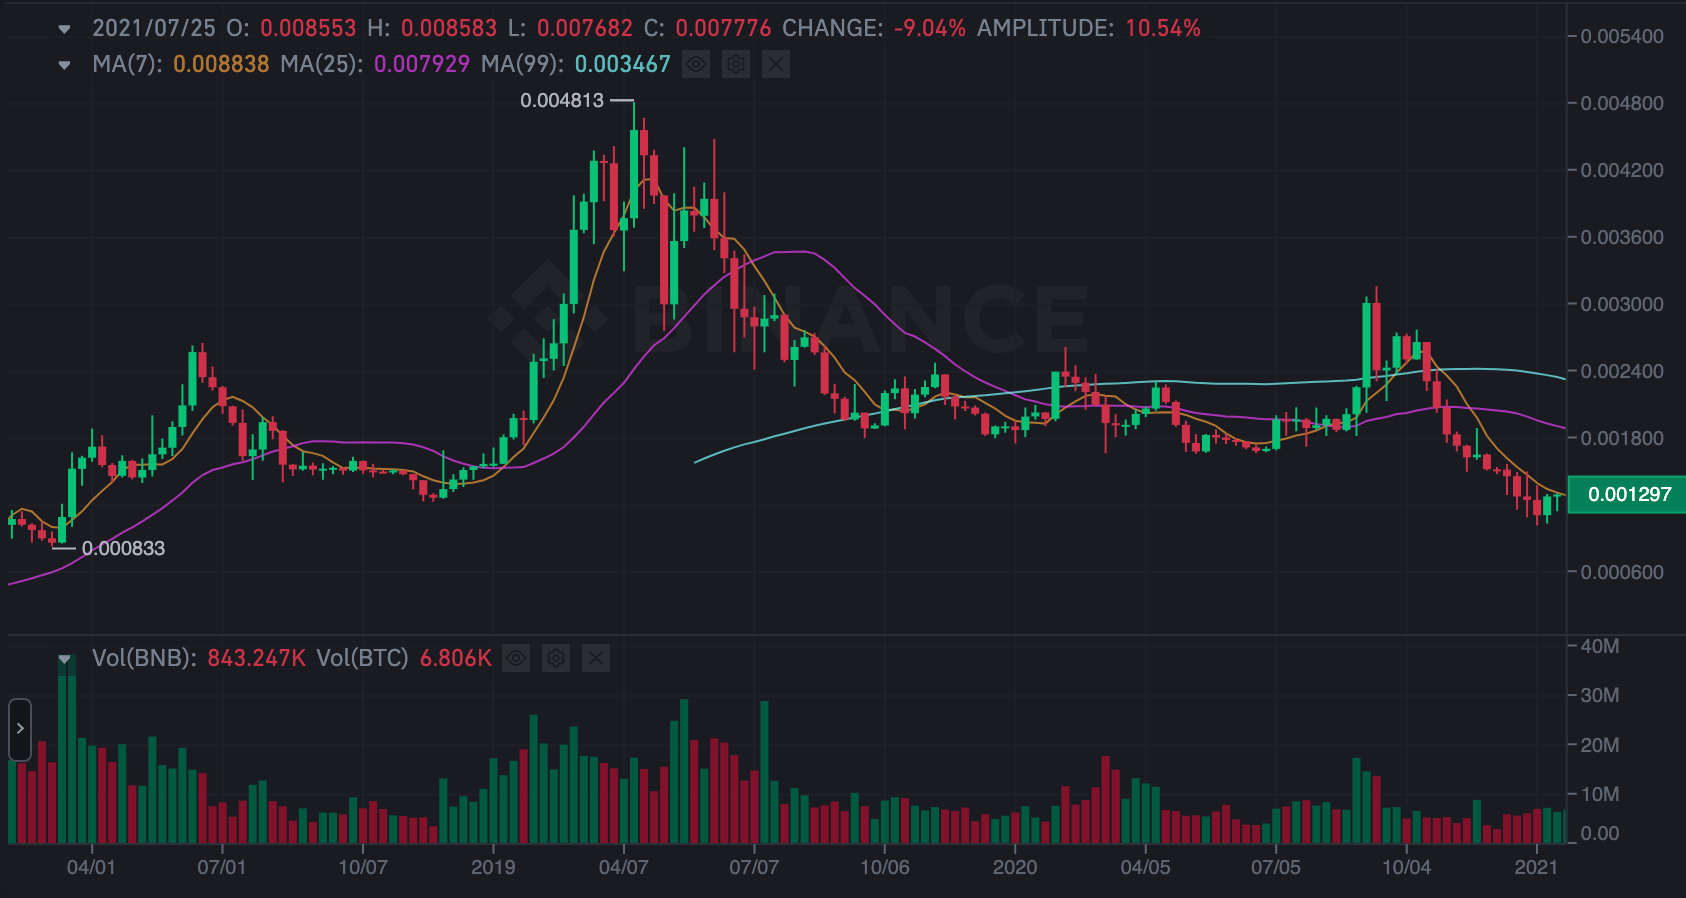 2021/07/25 O: 0.008553 H: 0.008583 L: 0.007682 C: 0.007776 CHANGE: -9.04% AMPLITUDE: 10.54%
MA(7): 0.008838 MA(25): 0.007929 MA(99): 0.003467
0.004813
0.000833
BINANCE
0.005400
0.004800
0.004200
0.003600
0.003000
0.002400
0.001800
0.001297
0.000600
Vol(BNB): 843.247K Vol(BTC) 6.806K
40M
30M
20M
10M
0.00
04/01 07/01 10/07 2019 04/07 07/07 10/06 2020 04/05 07/05 10/04 2021